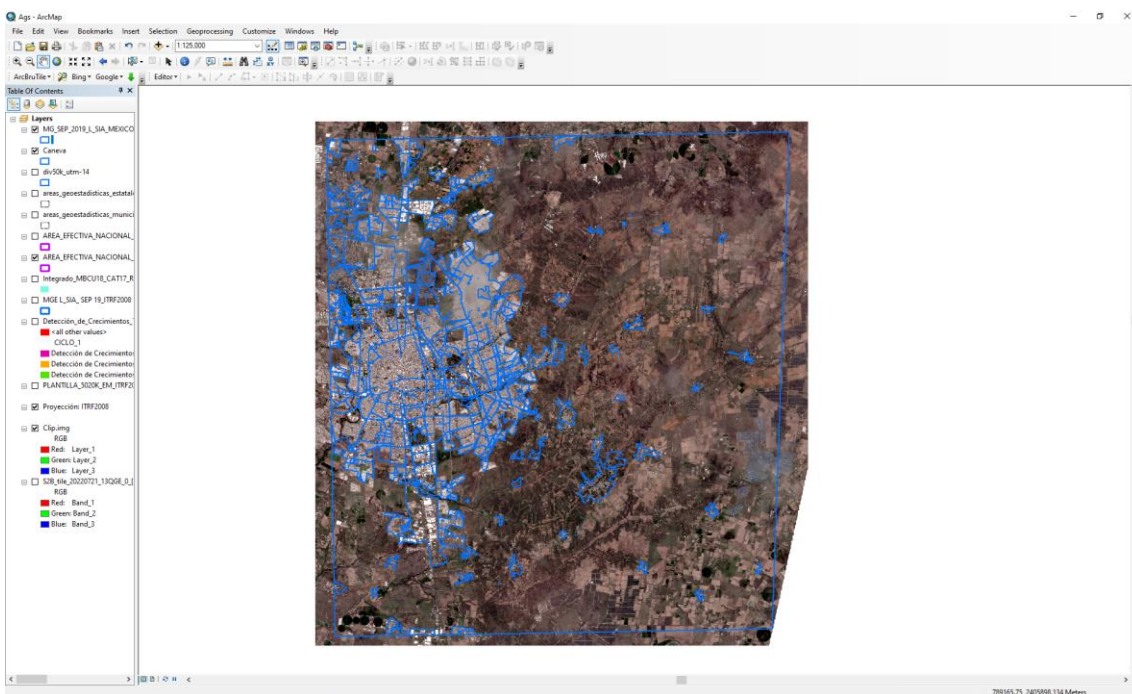 Ags - ArcMap
File Edit View Bookmarks Insert Selection Geoprocessing Customize Windows Help
1:125,000
ArcBruTile Bing Google Editor
Table Of Contents
Layers
MG_SEP_2019_L_SIA_MEXICO
Caneva
div50k_utm-14
areas_geoestadisticas_estatale
areas_geoestadisticas_munici
AREA_EFECTIVA_NACIONAL_
AREA_EFECTIVA_NACIONAL_
Integrado_MBCU18_CAT17_R
MGE L_SIA_ SEP 19_ITRF2008
Detección_de_Crecimientos_
<all other values>
CICLO_1
Detección de Crecimientos
Detección de Crecimientos
Detección de Crecimientos
PLANTILLA_5020K_EM_ITRF20
Proyección: ITRF2008
Clip.img
RGB
Red: Layer_1
Green: Layer_2
Blue: Layer_3
S2B_tile_20220721_13QGE_0_
RGB
Red: Band_1
Green: Band_2
Blue: Band_3
789165.75 2405898.134 Meters